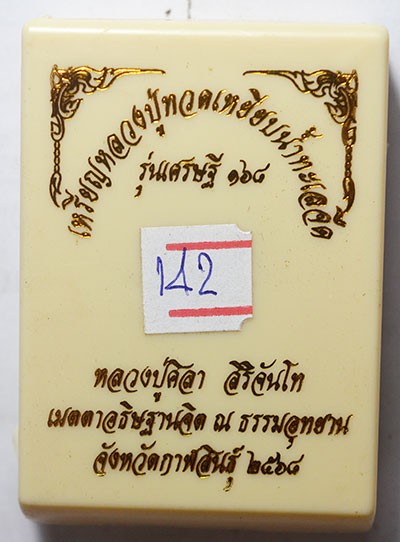 เหรียญหลวงปู่ทวดเหยียบน้ำทะเลจืด
รุ่นเศรษฐี ๑๖๘
142
หลวงปู่ศิลา สิริจันโท
เมตตาอธิษฐานจิต ณ ธรรมอุทยาน
จังหวัดกาฬสินธุ์ ๒๕๖๘